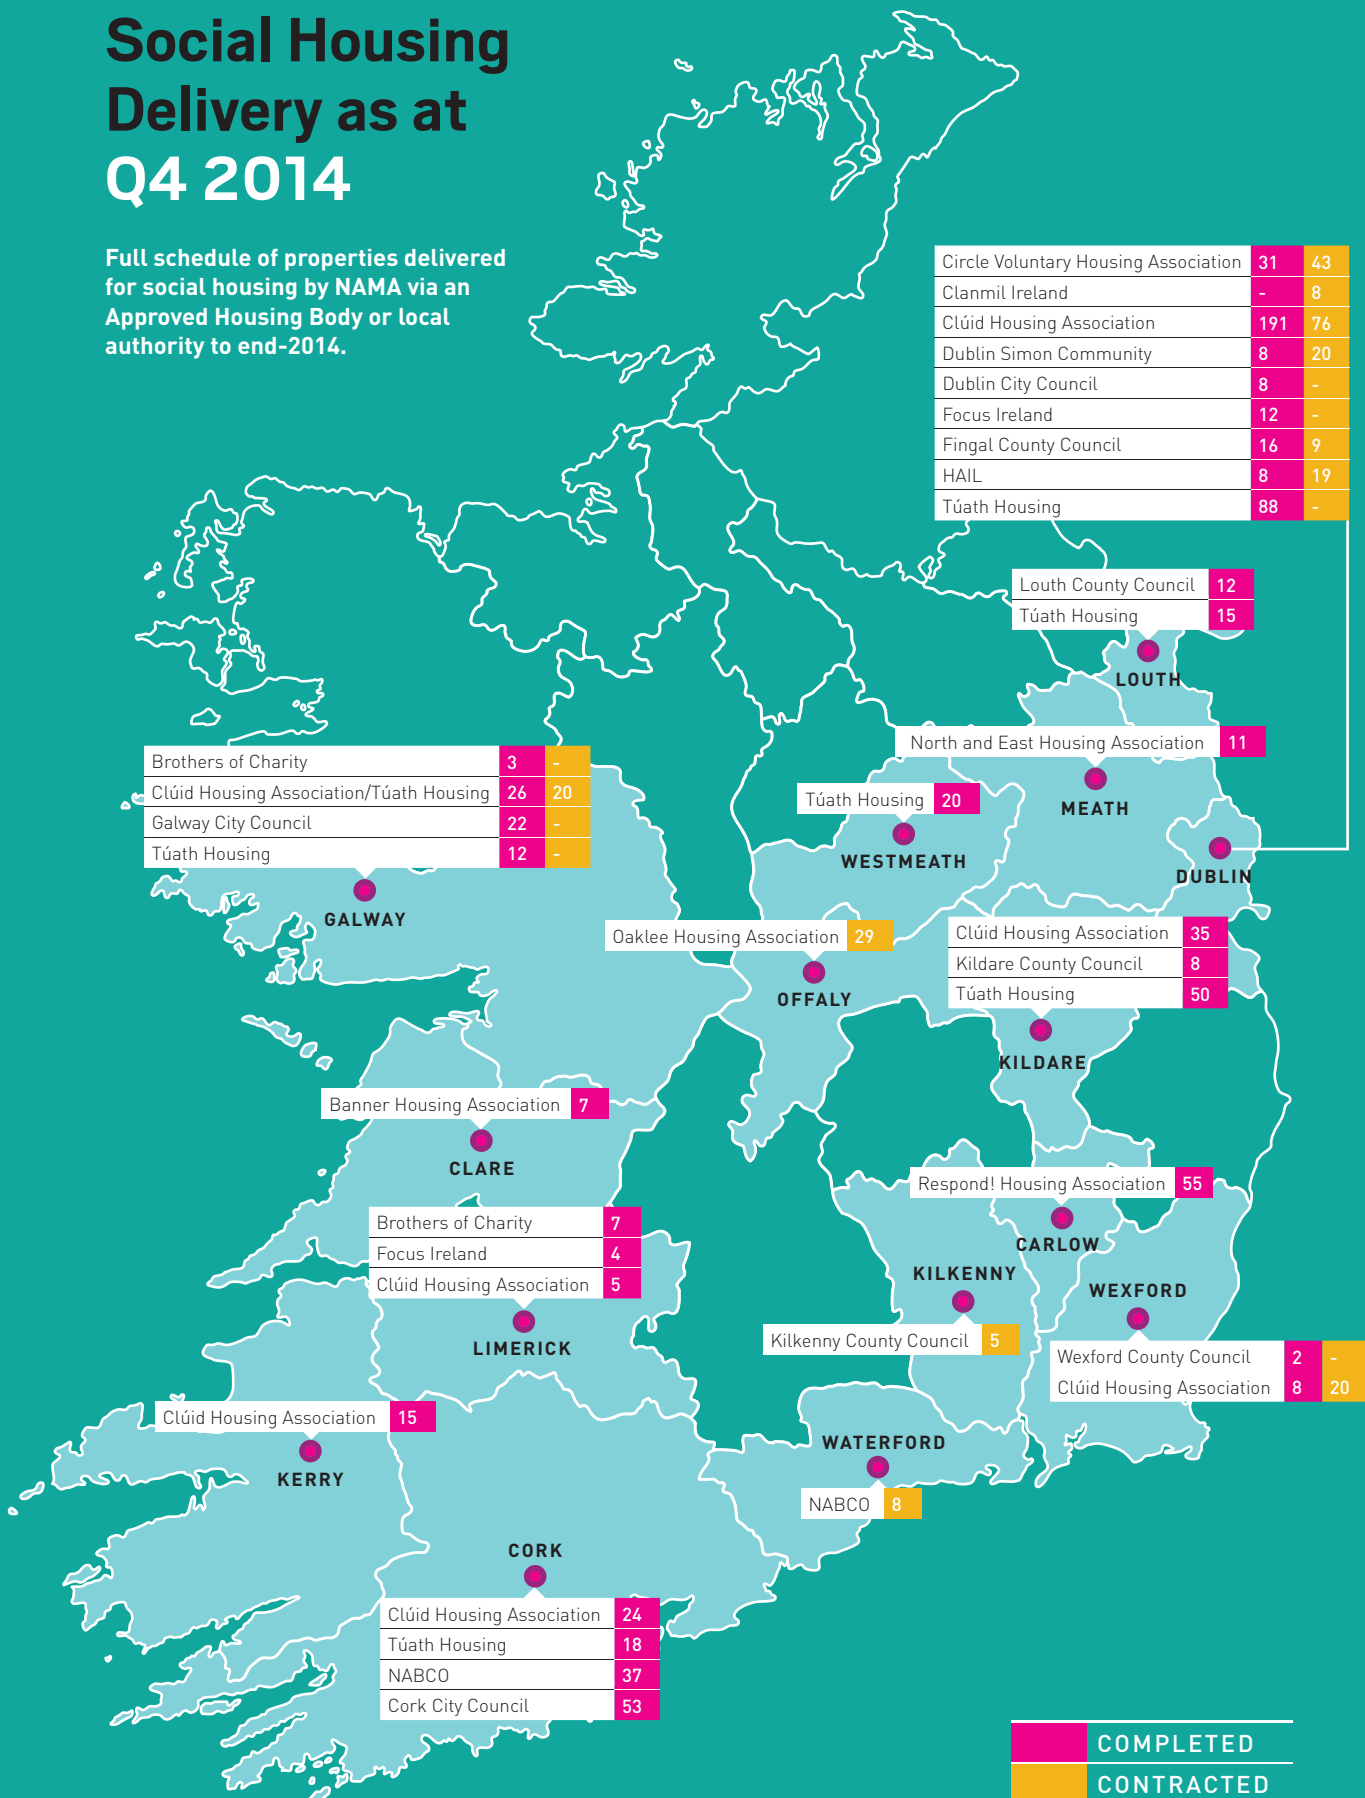 Social Housing
Delivery as at
Q4 2014
Full schedule of properties delivered
for social housing by NAMA via an
Approved Housing Body or local
authority to end-2014.
Circle Voluntary Housing Association 31 43
Clanmil Ireland - 8
Clúid Housing Association 191 76
Dublin Simon Community 8 20
Dublin City Council 8 -
Focus Ireland 12 -
Fingal County Council 16 9
HAIL 8 19
Túath Housing 88 -
Louth County Council 12
Túath Housing 15
LOUTH
North and East Housing Association 11
MEATH
Túath Housing 20
WESTMEATH
DUBLIN
Brothers of Charity 3 -
Clúid Housing Association/Túath Housing 26 20
Galway City Council 22 -
Túath Housing 12 -
GALWAY
Oaklee Housing Association 29
OFFALY
Clúid Housing Association 35
Kildare County Council 8
Túath Housing 50
KILDARE
Banner Housing Association 7
CLARE
Respond! Housing Association 55
CARLOW
Brothers of Charity 7
Focus Ireland 4
Clúid Housing Association 5
LIMERICK
KILKENNY
Kilkenny County Council 5
WEXFORD
Wexford County Council 2 -
Clúid Housing Association 8 20
Clúid Housing Association 15
KERRY
WATERFORD
NABCO 8
CORK
Clúid Housing Association 24
Túath Housing 18
NABCO 37
Cork City Council 53
COMPLETED
CONTRACTED